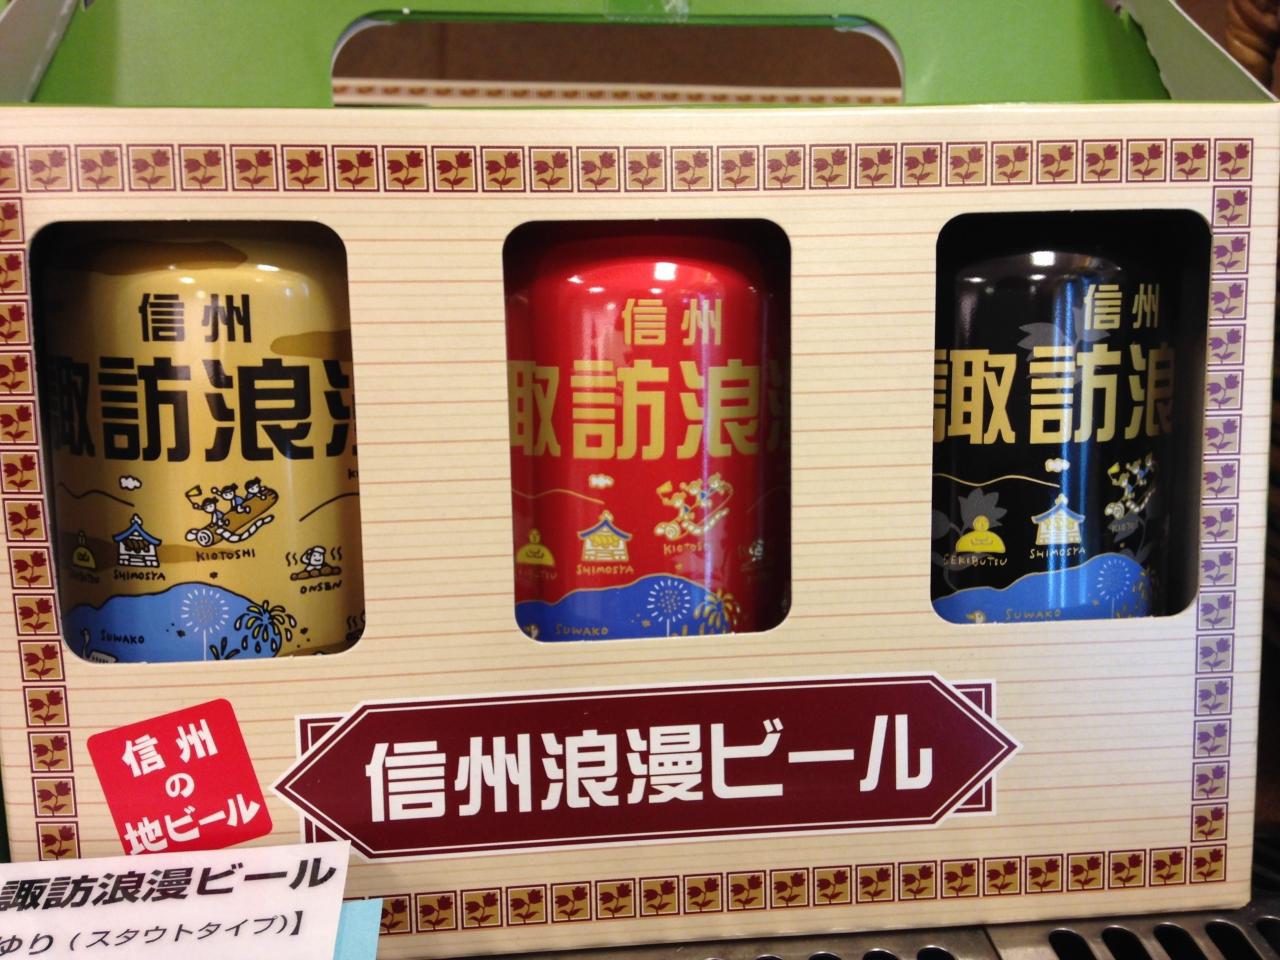 信州
諏訪浪
KIOTOSHI
SHIMOSYA
ONSEN
SUWAKO
信州
諏訪浪
KIOTOSHI
SHIMOSYA
SUWAKO
信州
諏訪浪
SEKIBUTSU
SHIMOSYA
SUWAKO
信州
の
地ビール
信州浪漫ビール
諏訪浪漫ビール
ゆり（スタウトタイプ）】